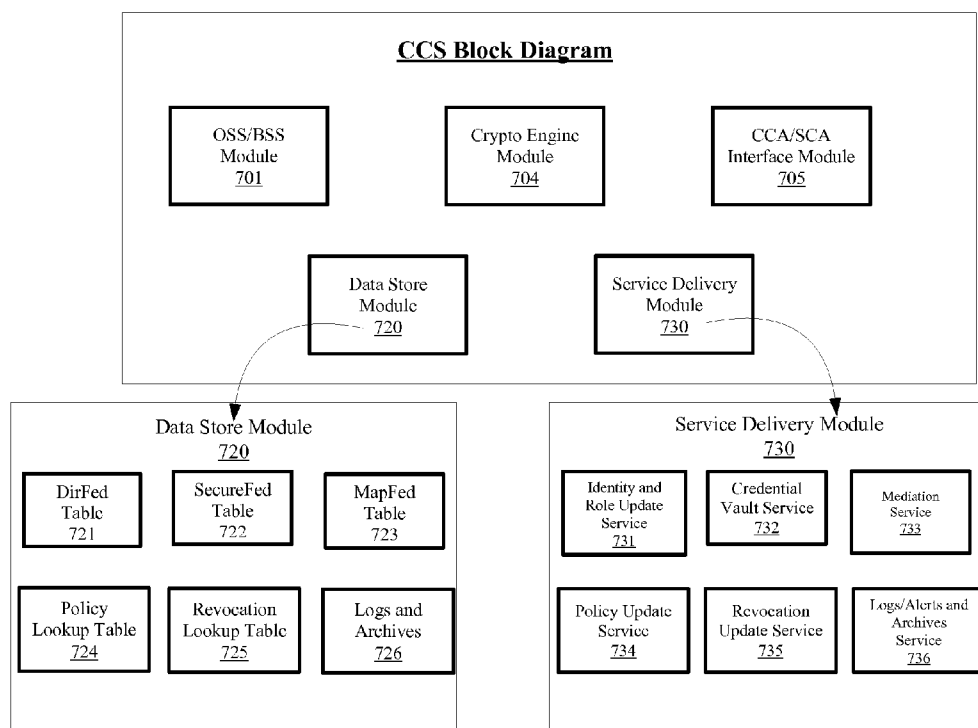 CCS Block Diagram
OSS/BSS
Module
701
Crypto Engine
Module
704
CCA/SCA
Interface Module
705
Data Store
Module
720
Service Delivery
Module
730
Data Store Module
720
DirFed
Table
721
SecureFed
Table
722
MapFed
Table
723
Policy
Lookup Table
724
Revocation
Lookup Table
725
Logs and
Archives
726
Service Delivery Module
730
Identity and
Role Update
Service
731
Credential
Vault Service
732
Mediation
Service
733
Policy Update
Service
734
Revocation
Update Service
735
Logs/Alerts and
Archives
Service
736